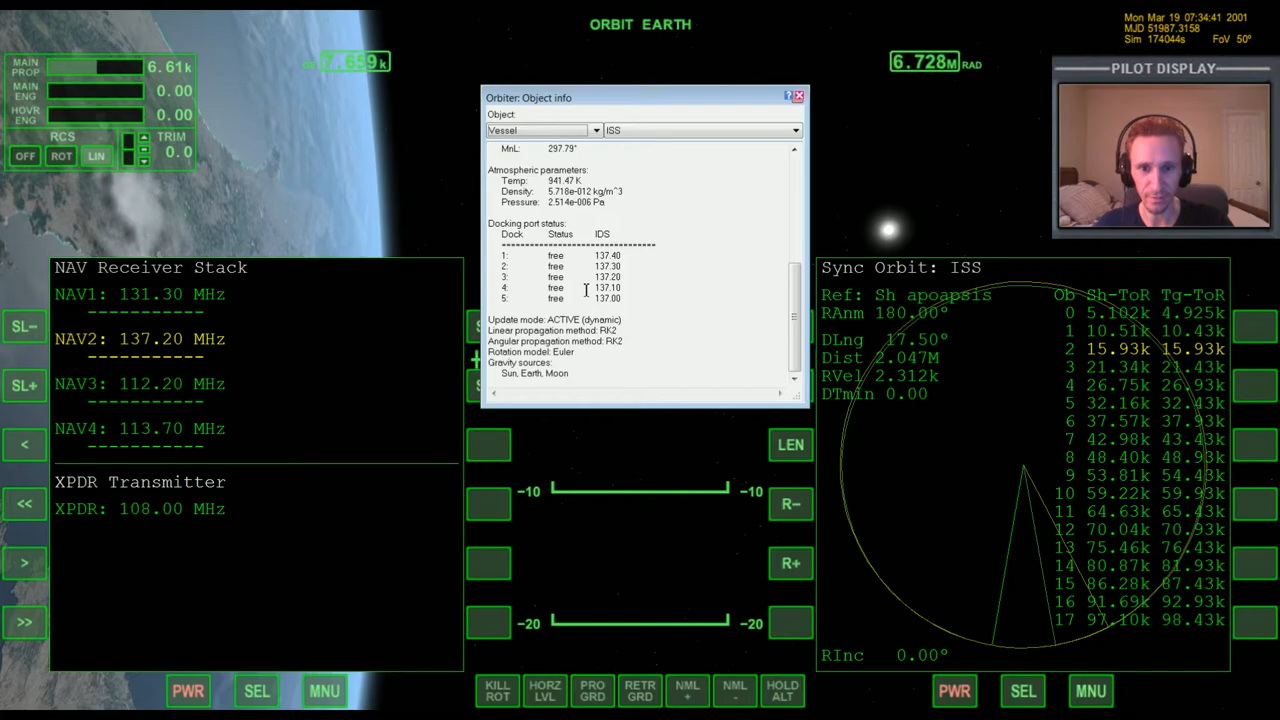 ORBIT EARTH
Mon Mar 19 07:34:41 2001
MJD 51987.3158
Sim 174044s FoV 50°
MAIN PROP 6.61k
MAIN ENG 0.00
HOVR ENG 0.00
RCS TRIM
OFF ROT LIN 0.0
7.659k
6.728M RAD
PILOT DISPLAY
Orbiter: Object info
Object:
Vessel ISS
MnL: 297.79°
Atmospheric parameters:
Temp: 941.47 K
Density: 5.718e-012 kg/m^3
Pressure: 2.514e-006 Pa
Docking port status:
Dock Status IDS
==================================
1: free 137.40
2: free 137.30
3: free 137.20
4: free 137.10
5: free 137.00
Update mode: ACTIVE (dynamic)
Linear propagation method: RK2
Angular propagation method: RK2
Rotation model: Euler
Gravity sources:
Sun, Earth, Moon
NAV Receiver Stack
NAV1: 131.30 MHz
-----------
NAV2: 137.20 MHz
-----------
NAV3: 112.20 MHz
-----------
NAV4: 113.70 MHz
-----------
XPDR Transmitter
XPDR: 108.00 MHz
SL-
SL+
<
<<
>
>>
PWR SEL MNU
LEN
R-
R+
-10 -10
-20 -20
KILL ROT
HORZ LVL
PRO GRD
RETR GRD
NML +
NML -
HOLD ALT
Sync Orbit: ISS
Ref: Sh apoapsis
RAnm 180.00°
DLng 17.50°
Dist 2.047M
RVel 2.312k
DTmin 0.00
Ob Sh-ToR Tg-ToR
0 5.102k 4.925k
1 10.51k 10.43k
2 15.93k 15.93k
3 21.34k 21.43k
4 26.75k 26.93k
5 32.16k 32.43k
6 37.57k 37.93k
7 42.98k 43.43k
8 48.40k 48.93k
9 53.81k 54.43k
10 59.22k 59.93k
11 64.63k 65.43k
12 70.04k 70.93k
13 75.46k 76.43k
14 80.87k 81.93k
15 86.28k 87.43k
16 91.69k 92.93k
17 97.10k 98.43k
RInc 0.00°
PWR SEL MNU